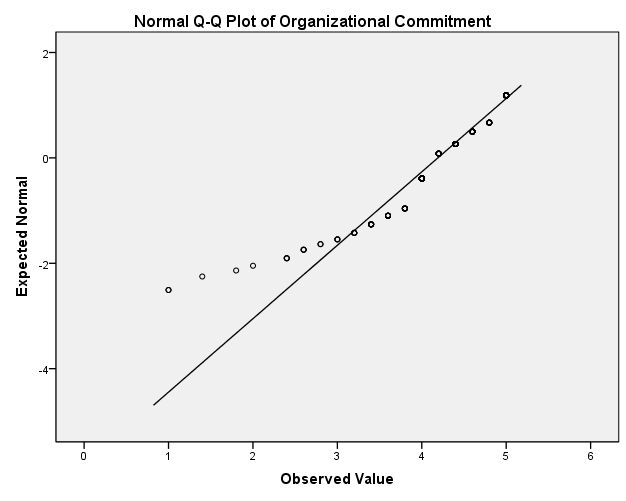 Normal Q-Q Plot of Organizational Commitment
2
0
-2
-4
Expected Normal
0 1 2 3 4 5 6
Observed Value